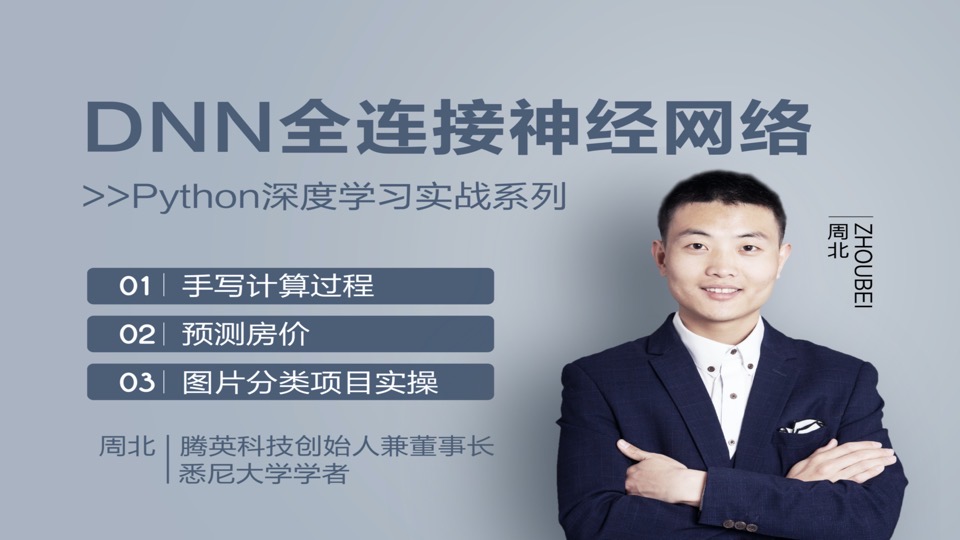 DNN全连接神经网络
>>Python深度学习实战系列
周北
ZHOUBEI
01 | 手写计算过程
02 | 预测房价
03 | 图片分类项目实操
周北 | 腾英科技创始人兼董事长
悉尼大学学者